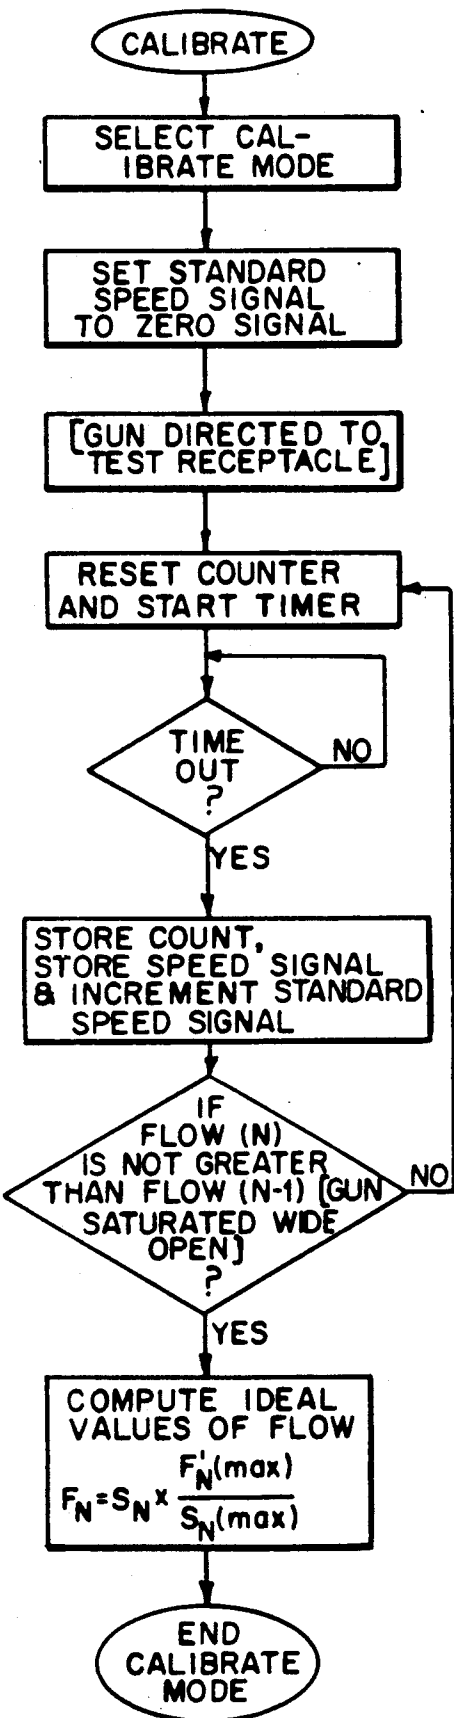 CALIBRATE
SELECT CAL-
IBRATE MODE
SET STANDARD
SPEED SIGNAL
TO ZERO SIGNAL
[GUN DIRECTED TO
TEST RECEPTACLE]
RESET COUNTER
AND START TIMER
TIME
OUT
?
NO
YES
STORE COUNT,
STORE SPEED SIGNAL
& INCREMENT STANDARD
SPEED SIGNAL
IF
FLOW (N)
IS NOT GREATER
THAN FLOW (N-1) [GUN
SATURATED WIDE
OPEN]
?
NO
YES
COMPUTE IDEAL
VALUES OF FLOW
F_N = S_N x F'_N(max) / S_N(max)
END
CALIBRATE
MODE